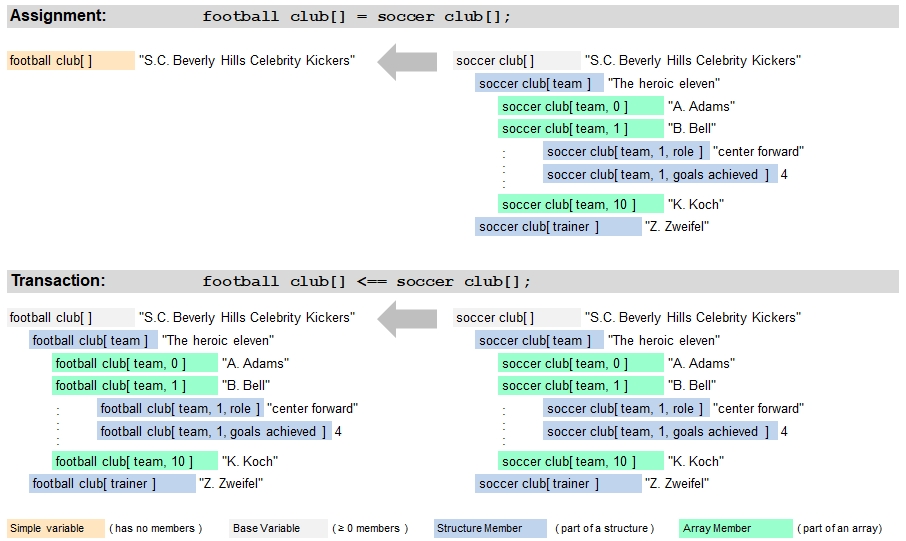 Assignment: football club[] = soccer club[];
football club[ ] "S.C. Beverly Hills Celebrity Kickers" soccer club[ ] "S.C. Beverly Hills Celebrity Kickers"
soccer club[ team ] "The heroic eleven"
soccer club[ team, 0 ] "A. Adams"
soccer club[ team, 1 ] "B. Bell"
: soccer club[ team, 1, role ] "center forward"
: soccer club[ team, 1, goals achieved ] 4
soccer club[ team, 10 ] "K. Koch"
soccer club[ trainer ] "Z. Zweifel"
Transaction: football club[] <== soccer club[];
football club[ ] "S.C. Beverly Hills Celebrity Kickers" soccer club[ ] "S.C. Beverly Hills Celebrity Kickers"
football club[ team ] "The heroic eleven" soccer club[ team ] "The heroic eleven"
football club[ team, 0 ] "A. Adams" soccer club[ team, 0 ] "A. Adams"
football club[ team, 1 ] "B. Bell" soccer club[ team, 1 ] "B. Bell"
: football club[ team, 1, role ] "center forward" : soccer club[ team, 1, role ] "center forward"
: football club[ team, 1, goals achieved ] 4 : soccer club[ team, 1, goals achieved ] 4
football club[ team, 10 ] "K. Koch" soccer club[ team, 10 ] "K. Koch"
football club[ trainer ] "Z. Zweifel" soccer club[ trainer ] "Z. Zweifel"
Simple variable ( has no members ) Base Variable ( ≥ 0 members ) Structure Member ( part of a structure ) Array Member ( part of an array)